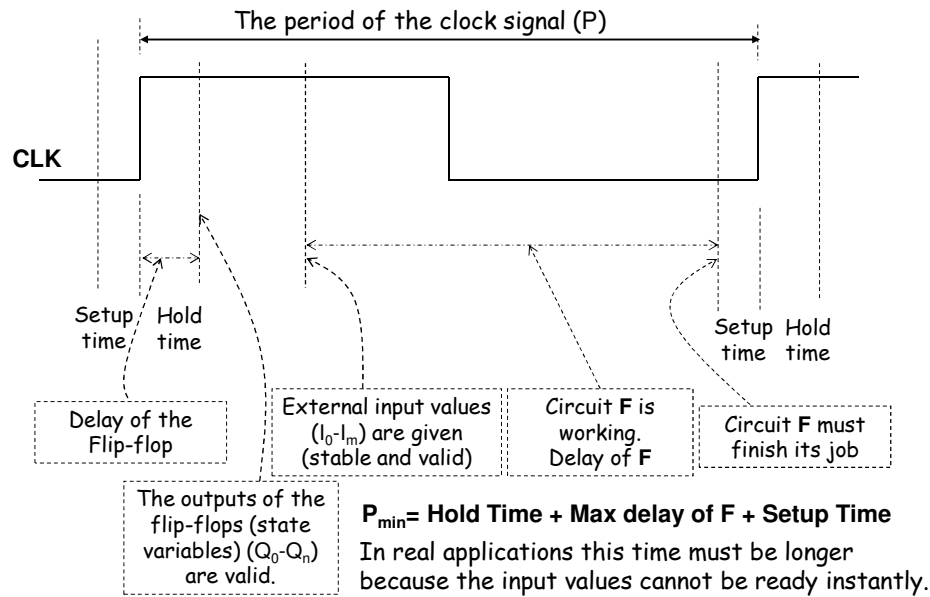 The period of the clock signal (P)
CLK
Setup
time
Hold
time
Setup
time
Hold
time
Delay of the
Flip-flop
The outputs of the
flip-flops (state
variables) (Q₀-Qₙ)
are valid.
External input values
(I₀-Iₘ) are given
(stable and valid)
Circuit F is
working.
Delay of F
Circuit F must
finish its job
Pₘᵢₙ= Hold Time + Max delay of F + Setup Time
In real applications this time must be longer
because the input values cannot be ready instantly.